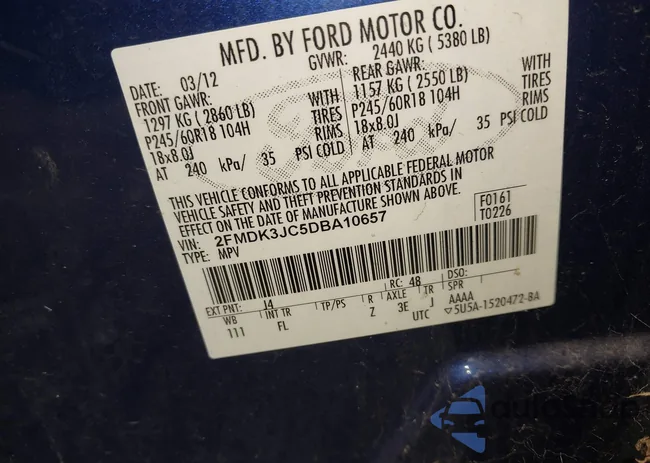 MFD. BY FORD MOTOR CO.
DATE: 03/12 GVWR: 2440 KG ( 5380 LB)
FRONT GAWR: REAR GAWR:
1297 KG ( 2860 LB) WITH 1157 KG ( 2550 LB) WITH
P245/60R18 104H TIRES P245/60R18 104H TIRES
18x8.0J RIMS 18x8.0J RIMS
AT 240 kPa/ 35 PSI COLD AT 240 kPa/ 35 PSI COLD
THIS VEHICLE CONFORMS TO ALL APPLICABLE FEDERAL MOTOR
VEHICLE SAFETY AND THEFT PREVENTION STANDARDS IN
EFFECT ON THE DATE OF MANUFACTURE SHOWN ABOVE.
VIN: 2FMDK3JC5DBA10657 F0161
TYPE: MPV T0226
EXT PNT: J4 RC: 48 DSO:
WB INT TR TP/PS R AXLE TR SPR
111 FL Z 3E J AAAA
UTC ▽5U5A-1520472-BA